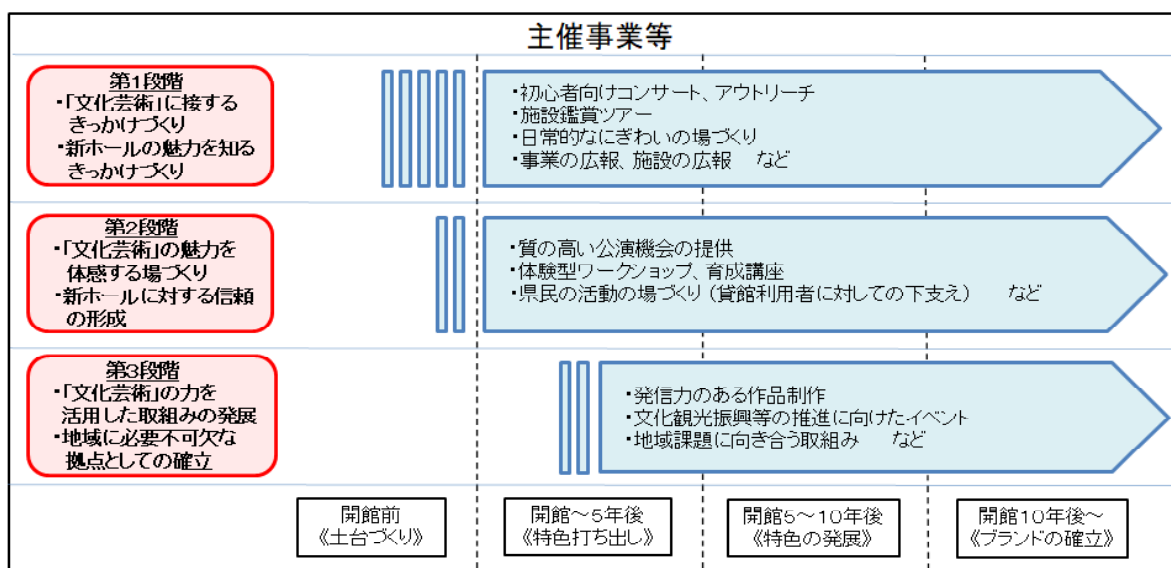 主催事業等
第1段階
・「文化芸術」に接する
きっかけづくり
・新ホールの魅力を知る
きっかけづくり
・初心者向けコンサート、アウトリーチ
・施設鑑賞ツアー
・日常的なにぎわいの場づくり
・事業の広報、施設の広報　など
第2段階
・「文化芸術」の魅力を
体感する場づくり
・新ホールに対する信頼
の形成
・質の高い公演機会の提供
・体験型ワークショップ、育成講座
・県民の活動の場づくり（貸館利用者に対しての下支え）　など
第3段階
・「文化芸術」の力を
活用した取組みの発展
・地域に必要不可欠な
拠点としての確立
・発信力のある作品制作
・文化観光振興等の推進に向けたイベント
・地域課題に向き合う取組み　など
開館前
《土台づくり》
開館～5年後
《特色打ち出し》
開館5～10年後
《特色の発展》
開館10年後～
《ブランドの確立》